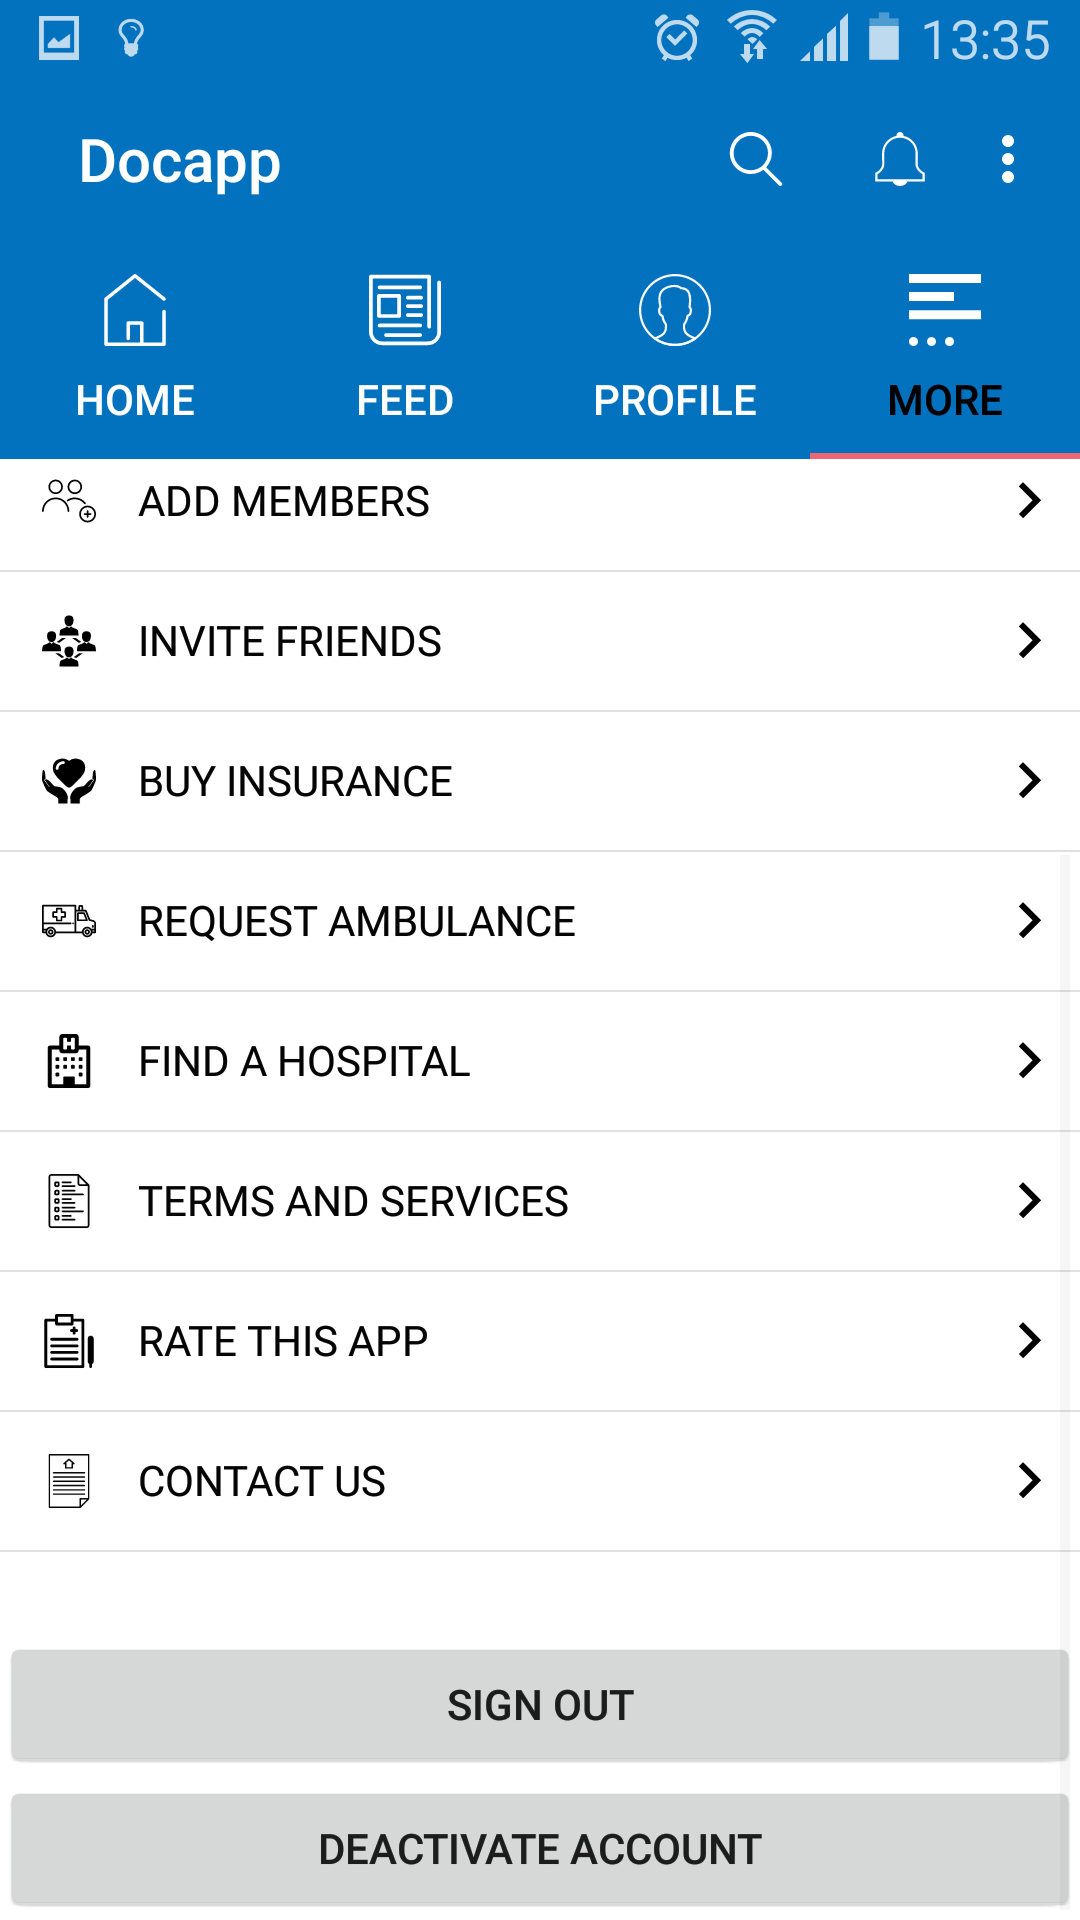 13:35
Docapp
HOME FEED PROFILE MORE
ADD MEMBERS
INVITE FRIENDS
BUY INSURANCE
REQUEST AMBULANCE
FIND A HOSPITAL
TERMS AND SERVICES
RATE THIS APP
CONTACT US
SIGN OUT
DEACTIVATE ACCOUNT